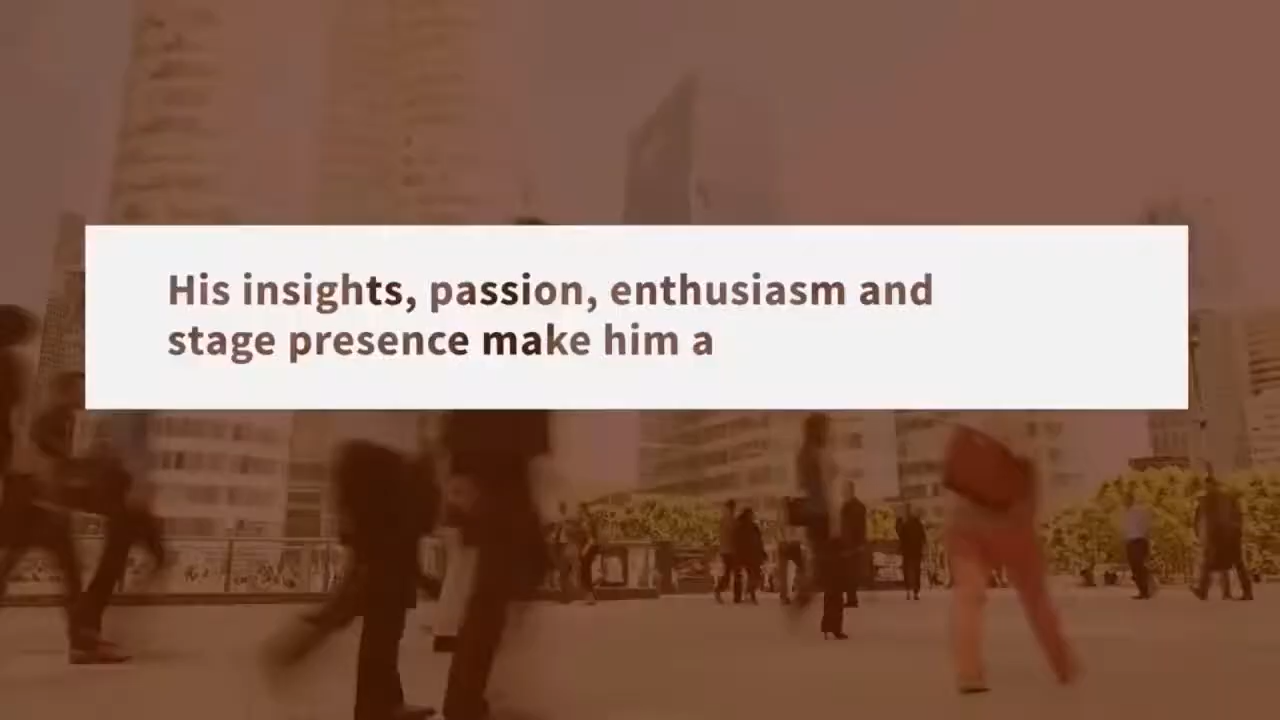 His insights, passion, enthusiasm and
stage presence make him a